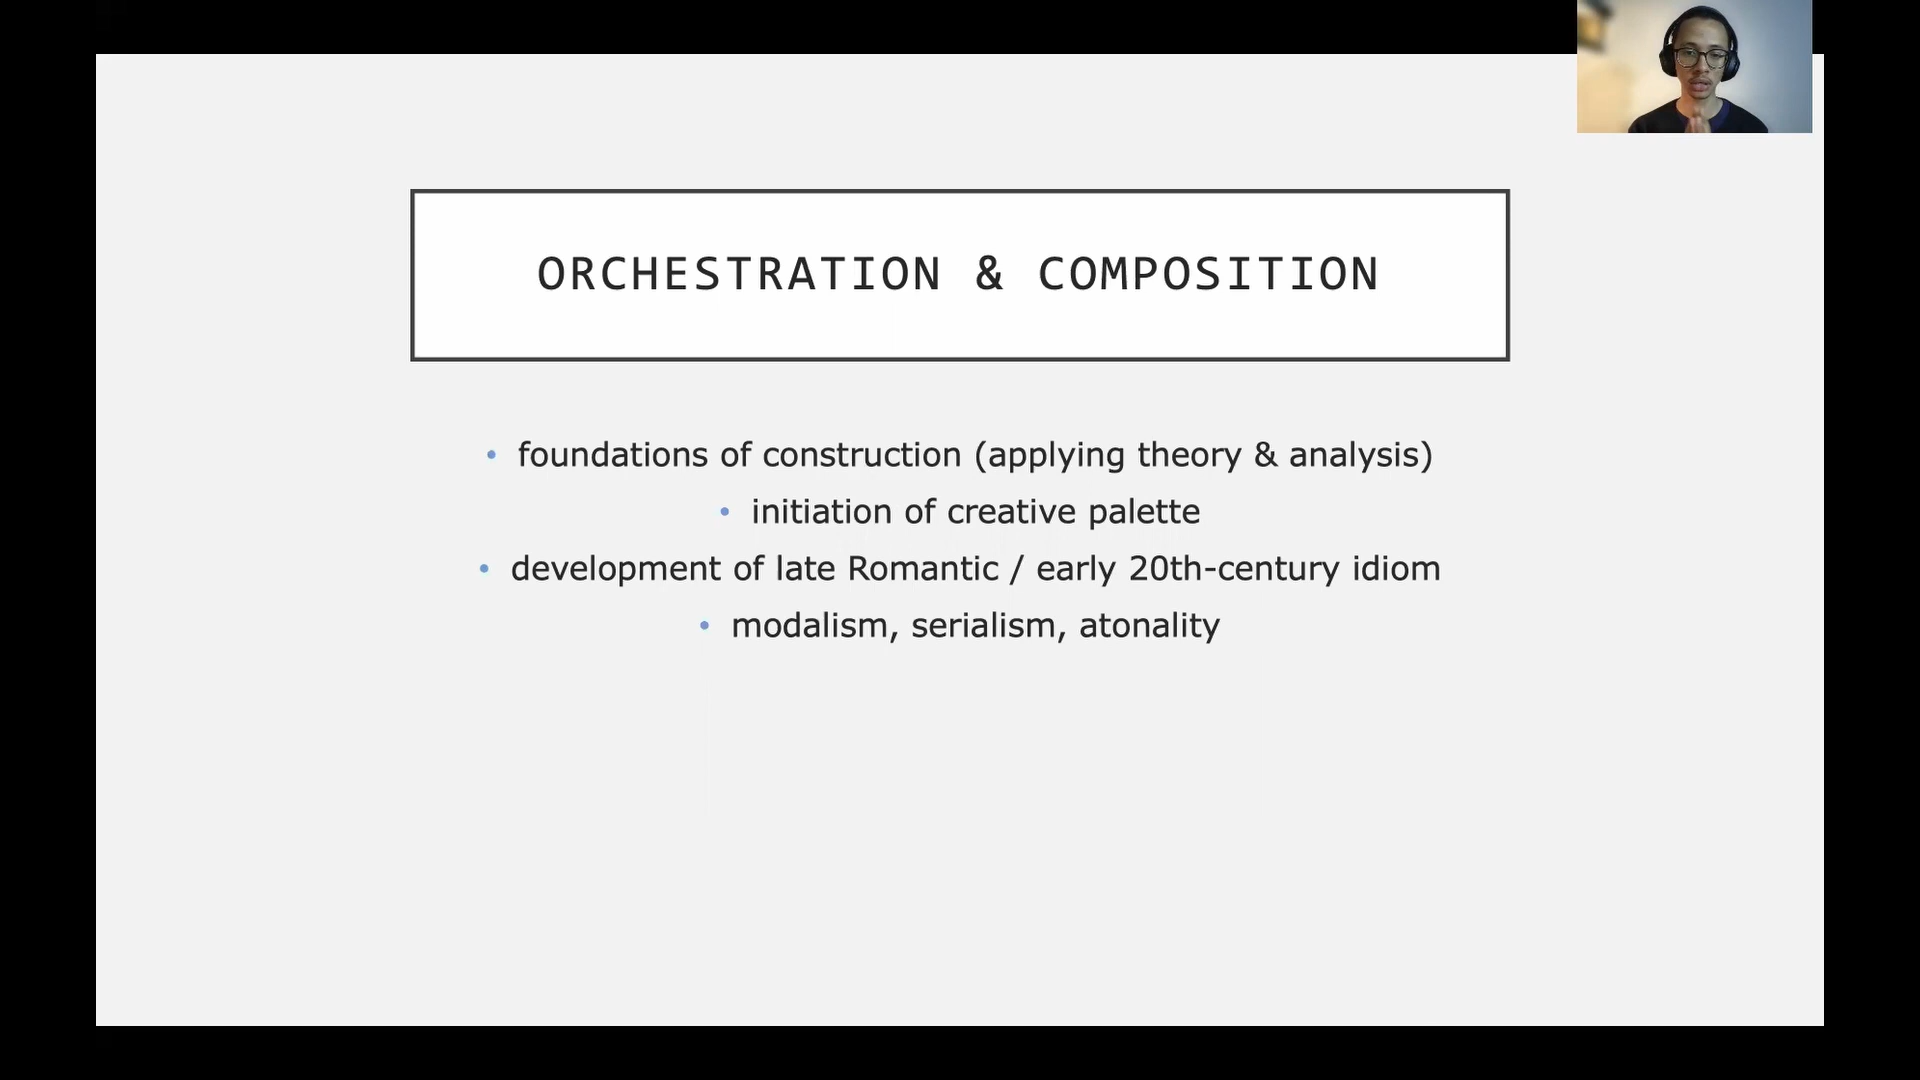 ORCHESTRATION & COMPOSITION
• foundations of construction (applying theory & analysis)
• initiation of creative palette
• development of late Romantic / early 20th-century idiom
• modalism, serialism, atonality